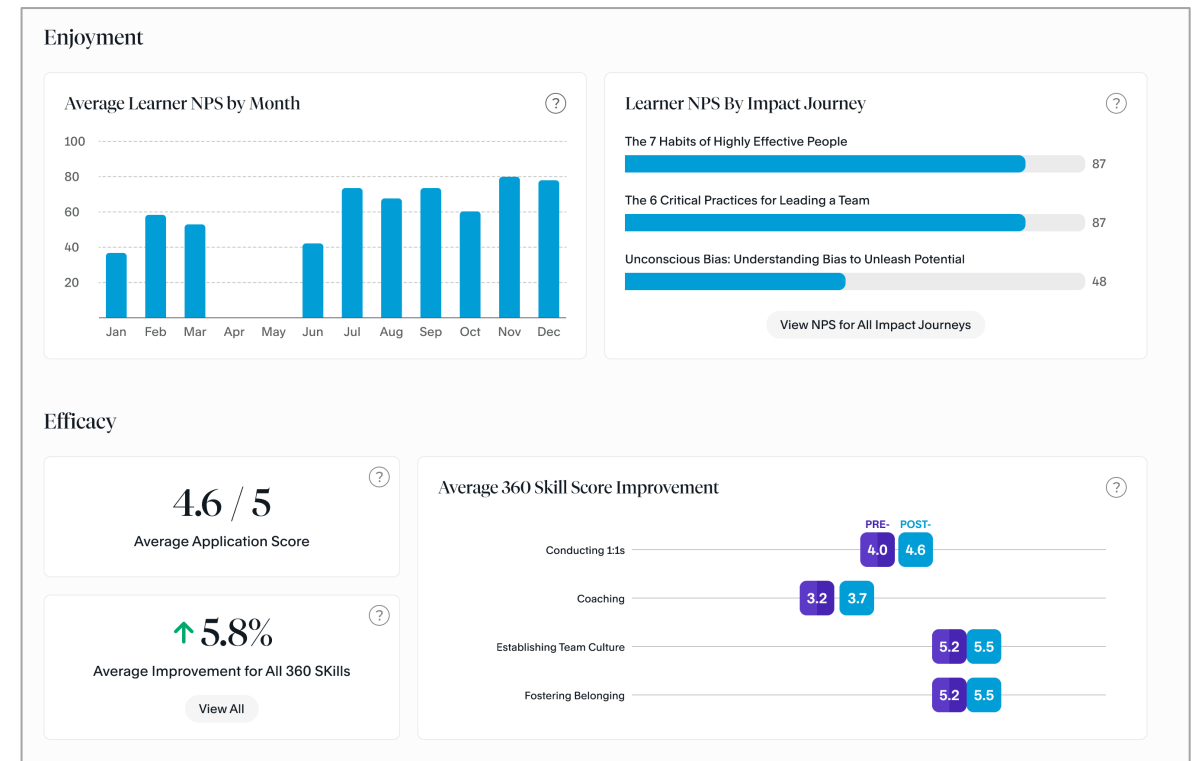 Enjoyment
Average Learner NPS by Month
?
100
80
60
40
20
Jan Feb Mar Apr May Jun Jul Aug Sep Oct Nov Dec
Learner NPS By Impact Journey
?
The 7 Habits of Highly Effective People
87
The 6 Critical Practices for Leading a Team
87
Unconscious Bias: Understanding Bias to Unleash Potential
48
View NPS for All Impact Journeys
Efficacy
?
4.6 / 5
Average Application Score
?
5.8%
Average Improvement for All 360 SKills
View All
Average 360 Skill Score Improvement
?
PRE- POST-
Conducting 1:1s 4.0 4.6
Coaching 3.2 3.7
Establishing Team Culture 5.2 5.5
Fostering Belonging 5.2 5.5